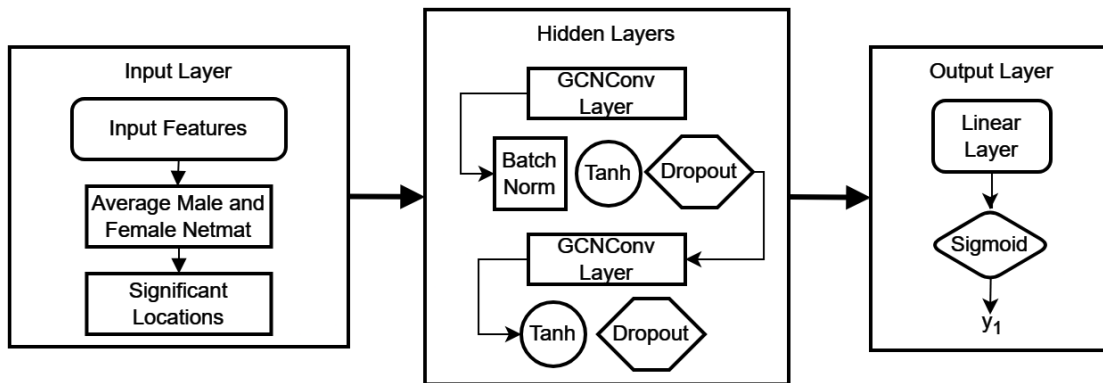 Input Layer
Input Features
Average Male and
Female Netmat
Significant
Locations
Hidden Layers
GCNConv
Layer
Batch
Norm
Tanh
Dropout
GCNConv
Layer
Tanh
Dropout
Output Layer
Linear
Layer
Sigmoid
y₁